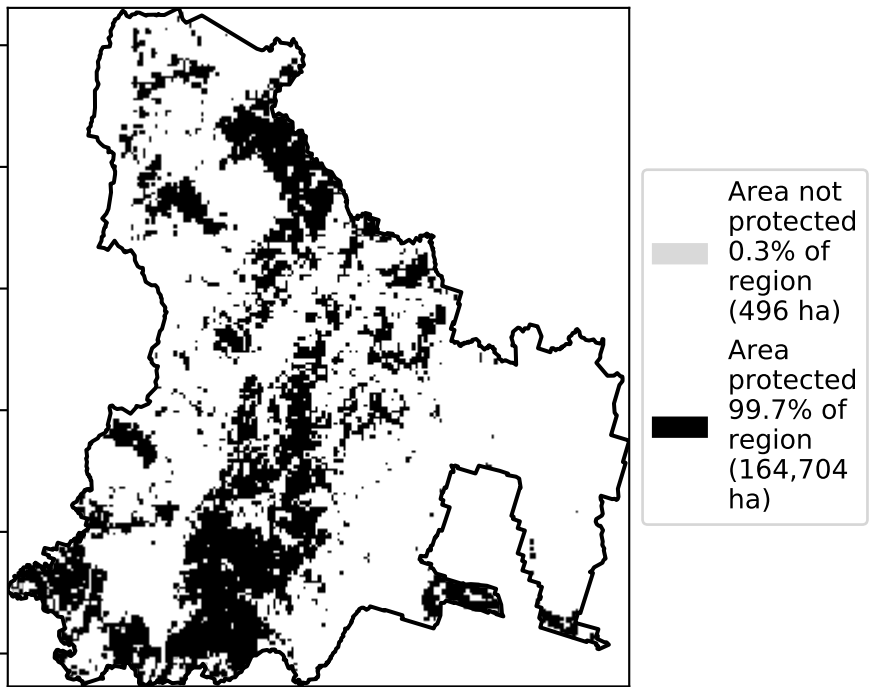 Area not
protected
0.3% of
region
(496 ha)
Area
protected
99.7% of
region
(164,704
ha)